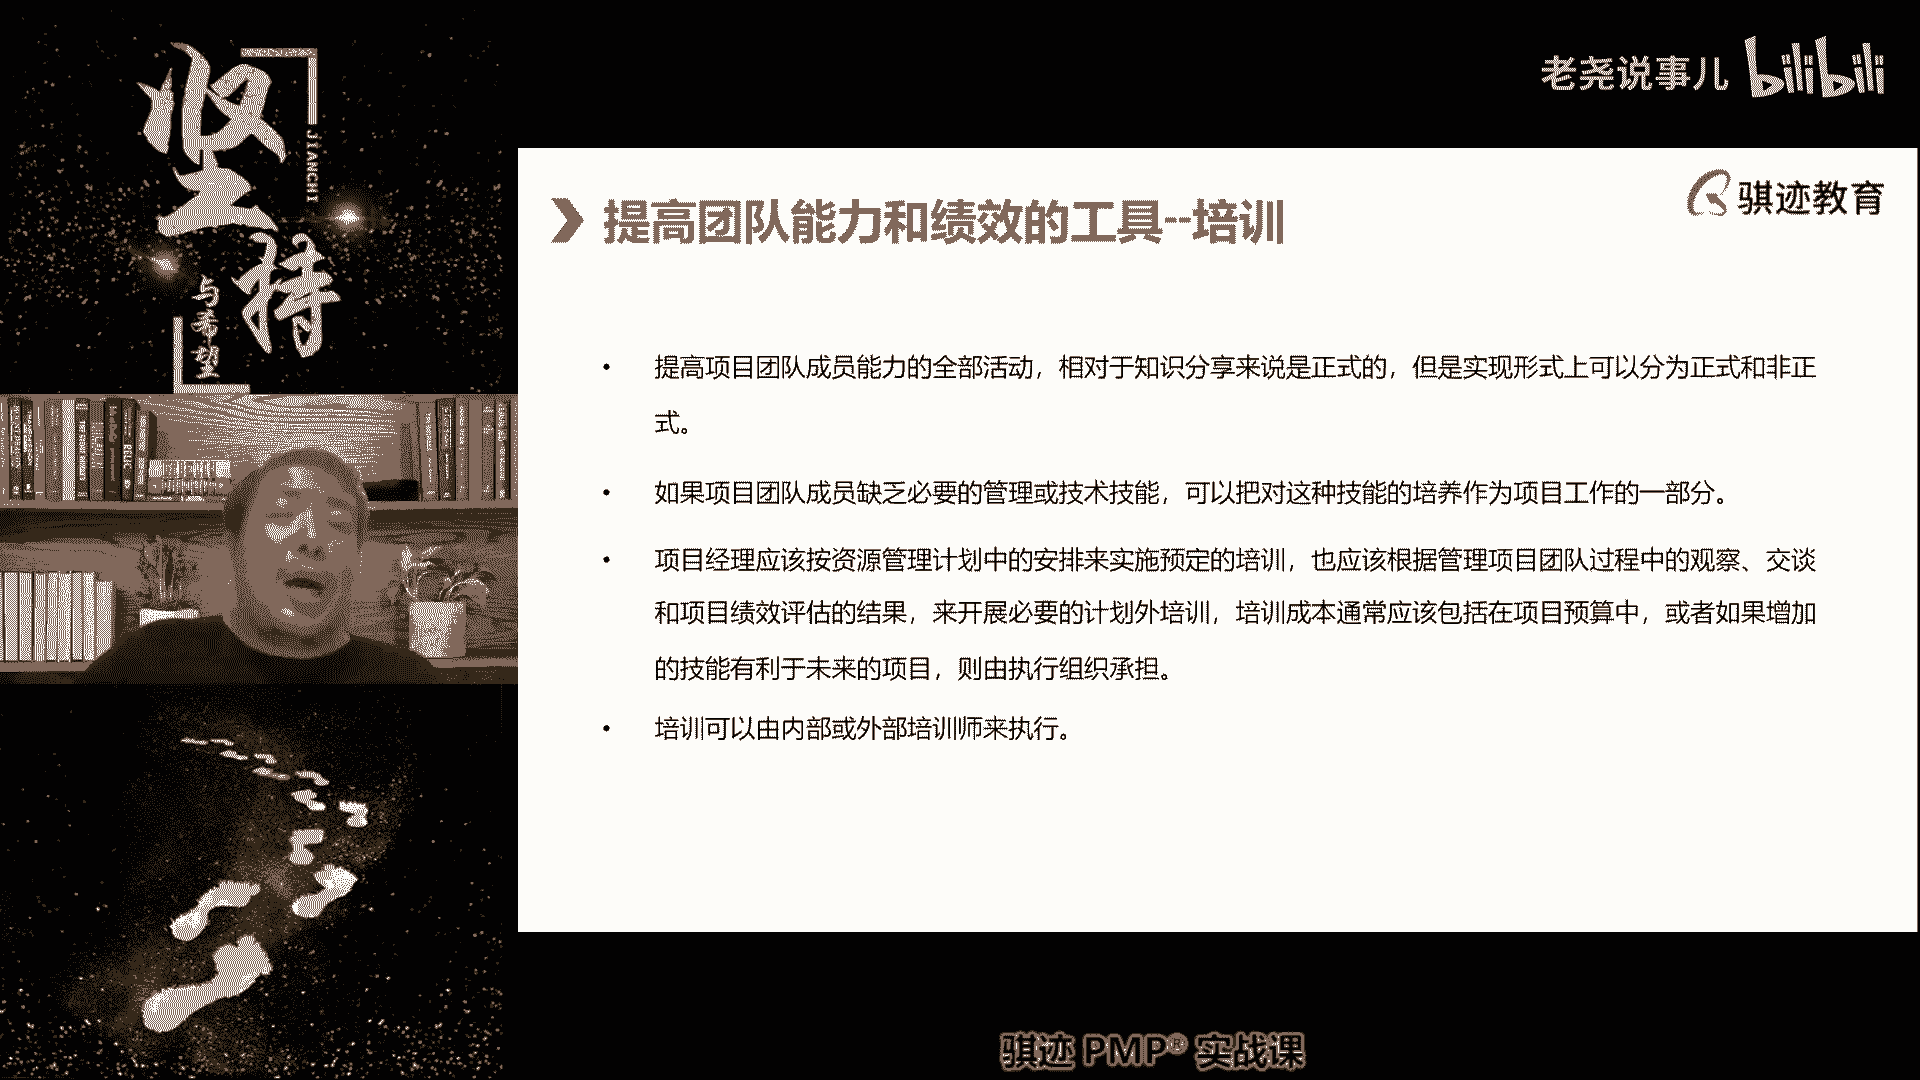 坚
持
JIANCHI
与
希
望
老尧说事儿 bilibili
骐迹教育
提高团队能力和绩效的工具--培训
• 提高项目团队成员能力的全部活动，相对于知识分享来说是正式的，但是实现形式上可以分为正式和非正
式。
• 如果项目团队成员缺乏必要的管理或技术技能，可以把对这种技能的培养作为项目工作的一部分。
• 项目经理应该按资源管理计划中的安排来实施预定的培训，也应该根据管理项目团队过程中的观察、交谈
和项目绩效评估的结果，来开展必要的计划外培训，培训成本通常应该包括在项目预算中，或者如果增加
的技能有利于未来的项目，则由执行组织承担。
• 培训可以由内部或外部培训师来执行。
骐迹 PMP® 实战课